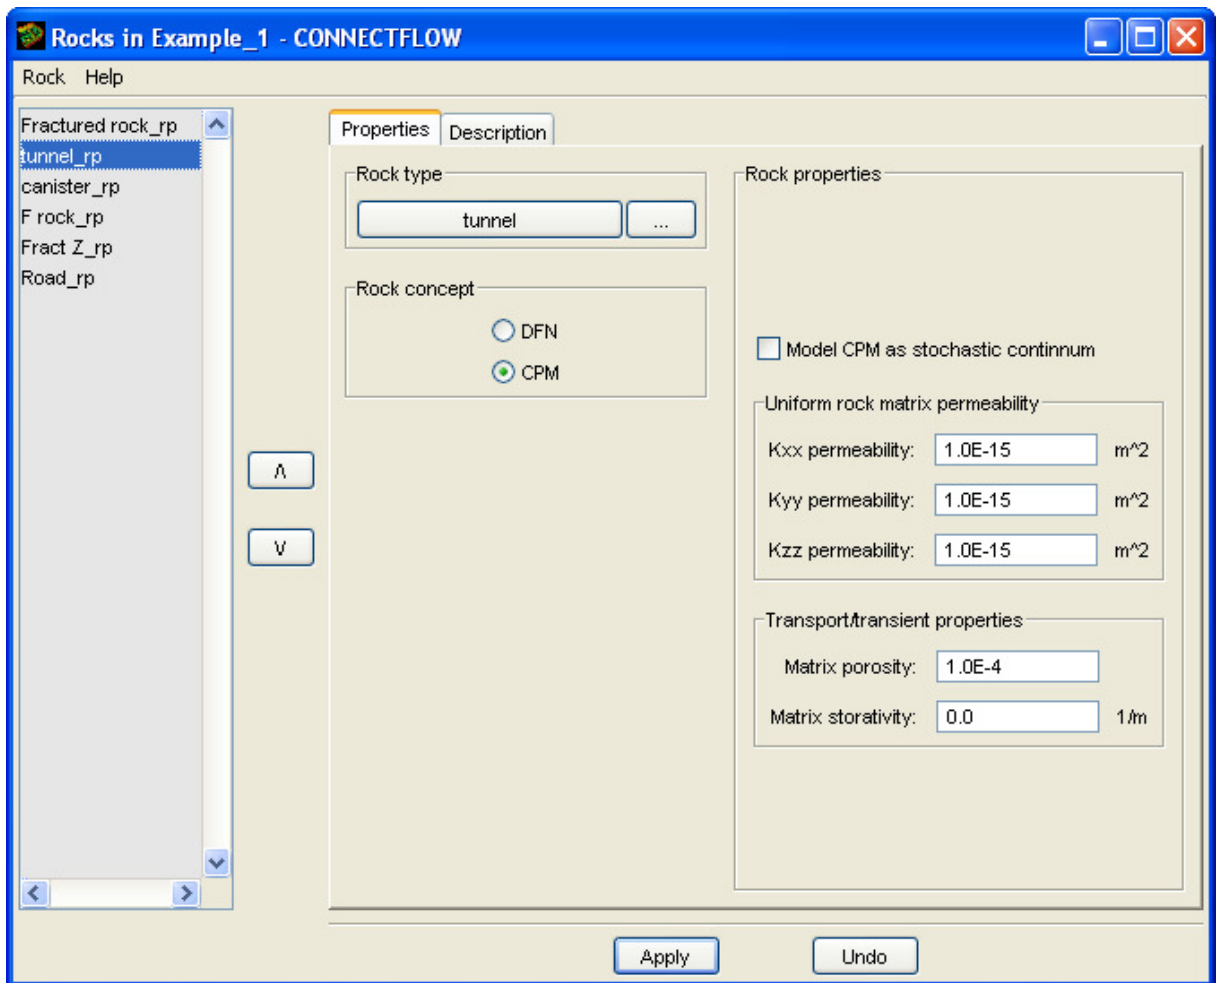 Rocks in Example_1 - CONNECTFLOW
Rock Help
Fractured rock_rp
tunnel_rp
canister_rp
F rock_rp
Fract Z_rp
Road_rp
Λ
V
Properties Description
Rock type
tunnel ...
Rock concept
DFN
CPM
Rock properties
Model CPM as stochastic continnum
Uniform rock matrix permeability
Kxx permeability: 1.0E-15 m^2
Kyy permeability: 1.0E-15 m^2
Kzz permeability: 1.0E-15 m^2
Transport/transient properties
Matrix porosity: 1.0E-4
Matrix storativity: 0.0 1/m
Apply Undo